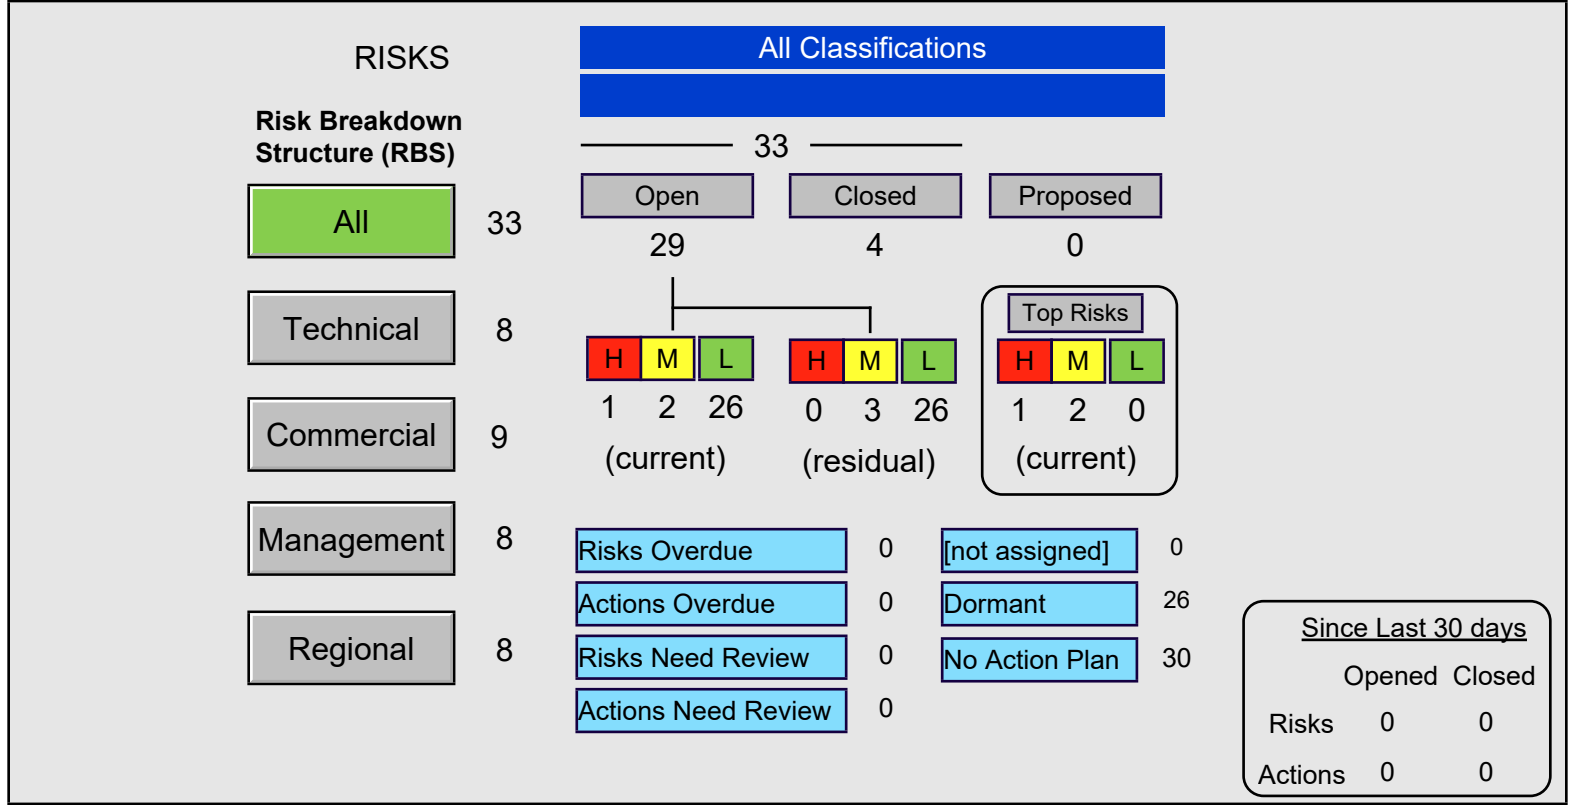 RISKS
All Classifications
Risk Breakdown
Structure (RBS)
33
Open
Closed
Proposed
All
33
29
4
0
Technical
8
Top Risks
H M L
H M L
H M L
1 2 26
0 3 26
1 2 0
(current)
(residual)
(current)
Commercial
9
Management
8
Risks Overdue 0
[not assigned] 0
Actions Overdue 0
Dormant 26
Regional
8
Risks Need Review 0
No Action Plan 30
Actions Need Review 0
Since Last 30 days
Opened Closed
Risks 0 0
Actions 0 0